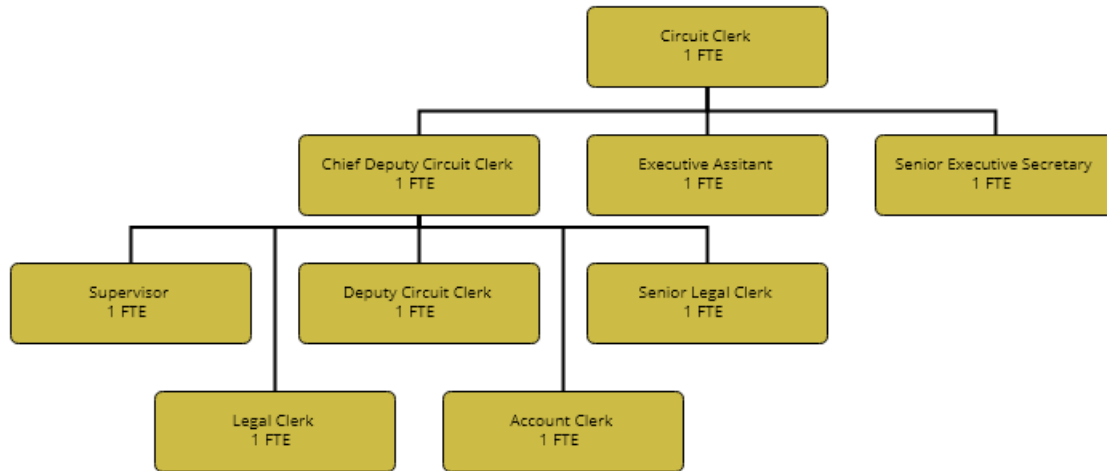 Circuit Clerk
1 FTE
Chief Deputy Circuit Clerk
1 FTE
Executive Assitant
1 FTE
Senior Executive Secretary
1 FTE
Supervisor
1 FTE
Deputy Circuit Clerk
1 FTE
Senior Legal Clerk
1 FTE
Legal Clerk
1 FTE
Account Clerk
1 FTE